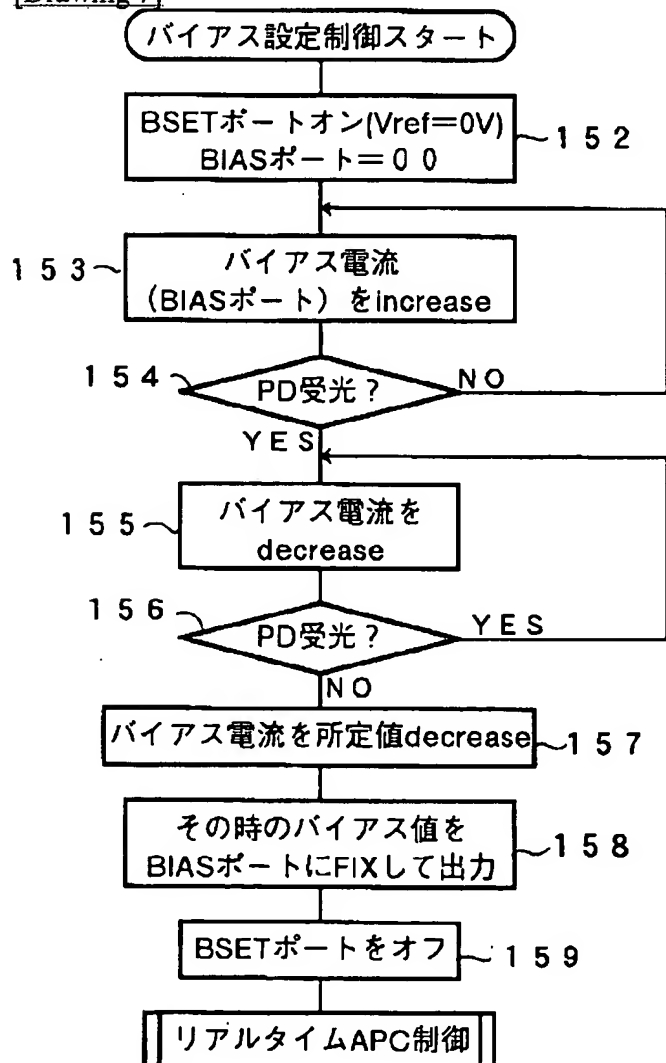 [Drawing 7]
バイアス設定制御スタート
BSETポートオン(Vref=0V)
BIASポート=00
152
153
バイアス電流
(BIASポート)をincrease
154
PD受光?
NO
YES
155
バイアス電流を
decrease
156
PD受光?
YES
NO
バイアス電流を所定値decrease
157
その時のバイアス値を
BIASポートにFIXして出力
158
BSETポートをオフ
159
リアルタイムAPC制御